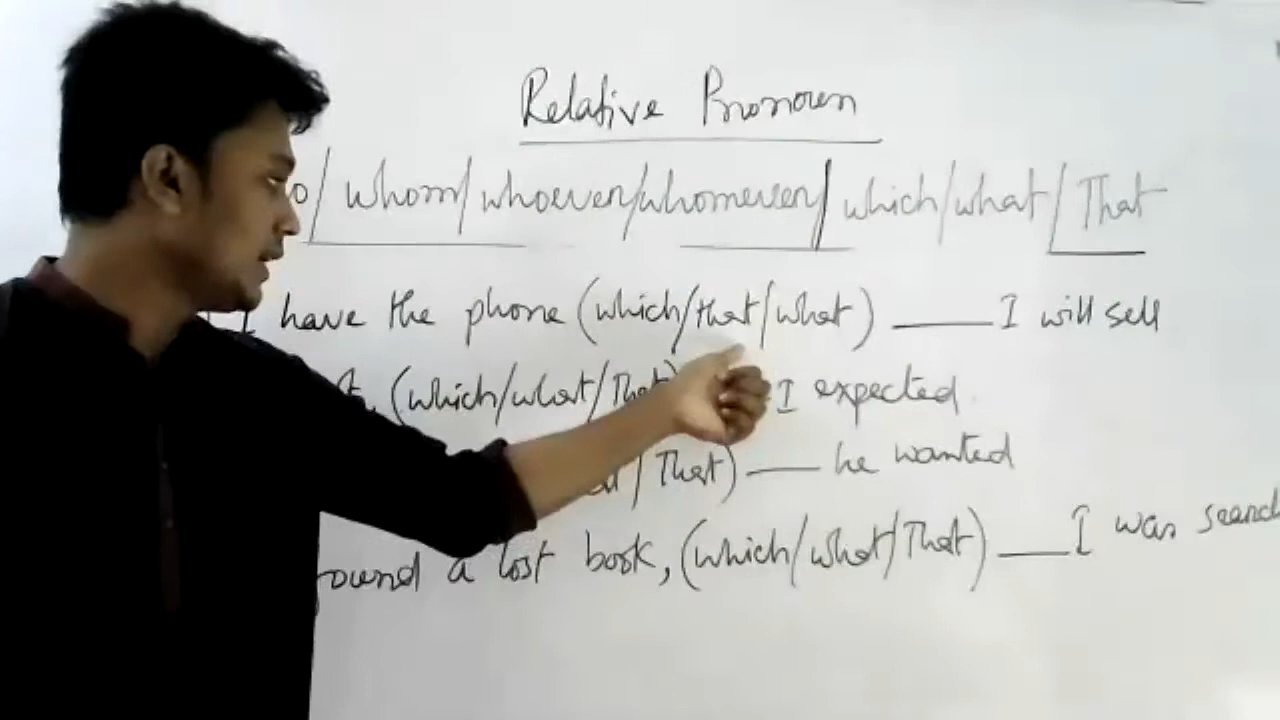 Relative Pronoun
o/ whom/ whoever/whomever/ which/what/ That
I have the phone (which/that/what) ___ I will sell
(which/what/That) I expected.
/ That) ___ he wanted
ound a lost book, (which/what/That) ___ I was search